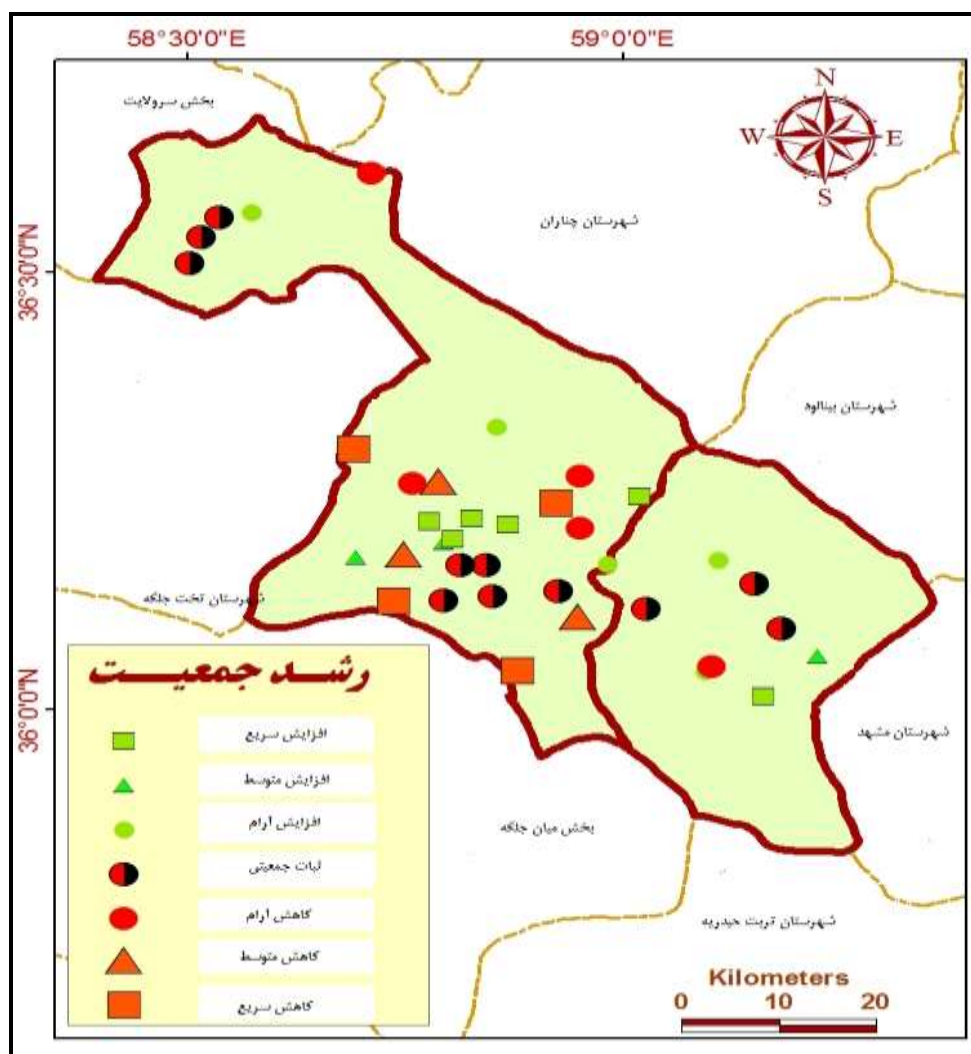 58°30'0"E
59°0'0"E
بخش سرولایت
N
W
E
S
شهرستان چناران
36°30'0"N
شهرستان بینالوه
شهرستان تخت جلگه
رشد جمعیت
36°0'0"N
افزایش سریع
افزایش متوسط
افزایش آرام
ثبات جمعیتی
کاهش آرام
کاهش متوسط
کاهش سریع
شهرستان مشهد
بخش میان جلگه
شهرستان تربت حیدریه
Kilometers
0 10 20